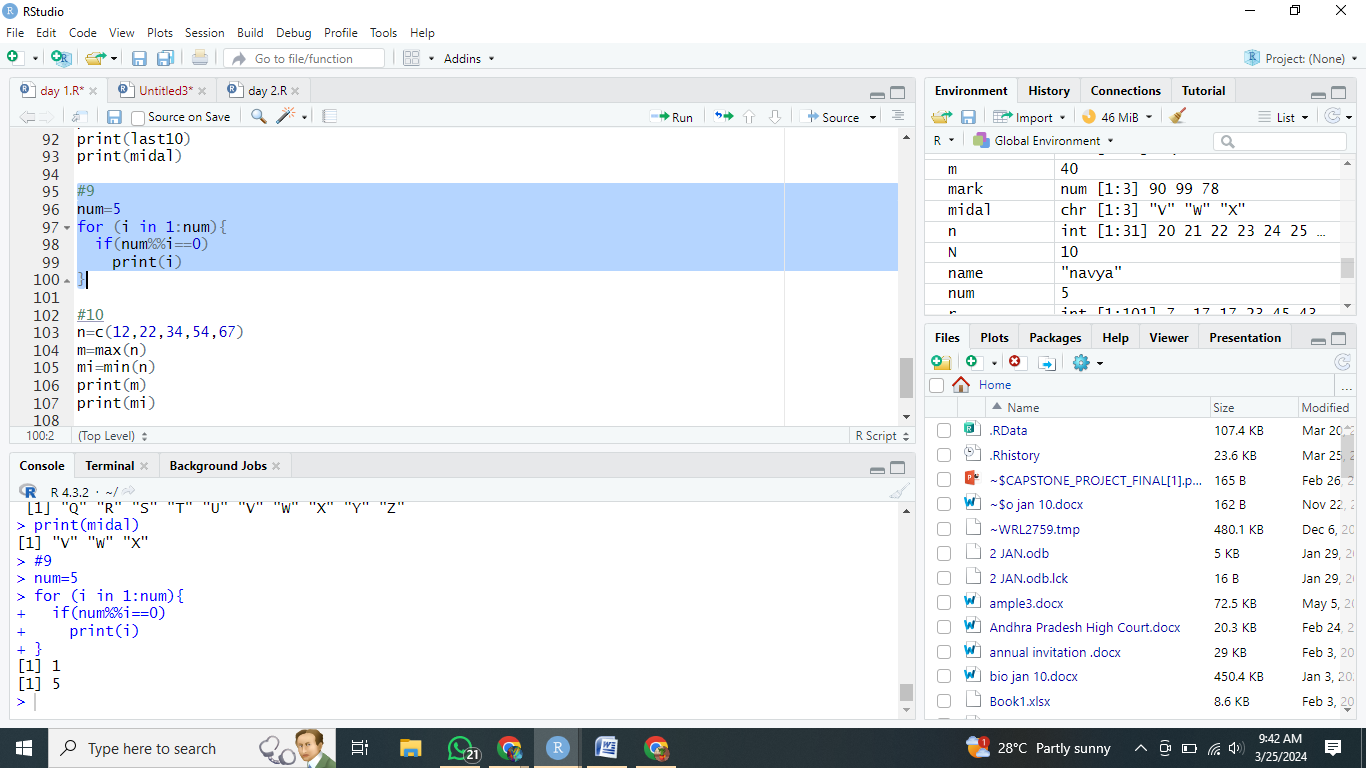 RStudio
File Edit Code View Plots Session Build Debug Profile Tools Help
Go to file/function Addins Project: (None)
day 1.R* Untitled3* day 2.R
Source on Save Run Source
92 print(last10)
93 print(midal)
94
95 #9
96 num=5
97 for (i in 1:num){
98 if(num%%i==0)
99 print(i)
100 }
101
102 #10
103 n=c(12,22,34,54,67)
104 m=max(n)
105 mi=min(n)
106 print(m)
107 print(mi)
108
100:2 (Top Level) R Script
Console Terminal Background Jobs
R 4.3.2 · ~/
[1] "Q" "R" "S" "T" "U" "V" "W" "X" "Y" "Z"
> print(midal)
[1] "V" "W" "X"
> #9
> num=5
> for (i in 1:num){
+ if(num%%i==0)
+ print(i)
+ }
[1] 1
[1] 5
>
Environment History Connections Tutorial
Import 46 MiB List
R Global Environment
m 40
mark num [1:3] 90 99 78
midal chr [1:3] "V" "W" "X"
n int [1:31] 20 21 22 23 24 25 ...
N 10
name "navya"
num 5
r int [1:101] 7 17 17 23 45 43
Files Plots Packages Help Viewer Presentation
Home ...
Name Size Modified
.RData 107.4 KB Mar 20, 2
.Rhistory 23.6 KB Mar 25, 2
~$CAPSTONE_PROJECT_FINAL[1].p... 165 B Feb 26, 2
~$o jan 10.docx 162 B Nov 22, 2
~WRL2759.tmp 480.1 KB Dec 6, 20
2 JAN.odb 5 KB Jan 29, 2
2 JAN.odb.lck 16 B Jan 29, 2
ample3.docx 72.5 KB May 5, 20
Andhra Pradesh High Court.docx 20.3 KB Feb 24, 2
annual invitation .docx 29 KB Feb 3, 20
bio jan 10.docx 450.4 KB Jan 3, 20
Book1.xlsx 8.6 KB Feb 3, 20
Type here to search 21 1 28°C Partly sunny 9:42 AM
3/25/2024